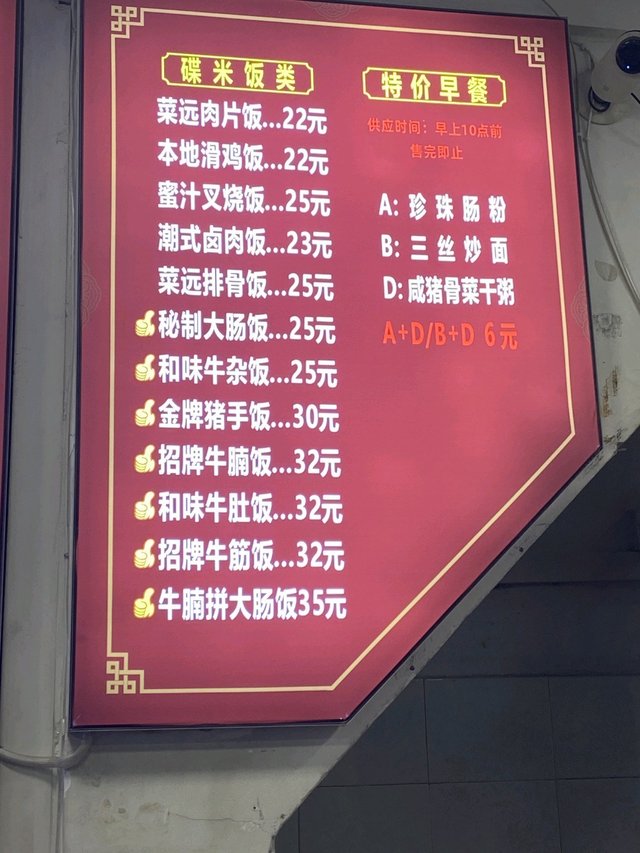 碟米饭类
菜远肉片饭...22元
本地滑鸡饭...22元
蜜汁叉烧饭...25元
潮式卤肉饭...23元
菜远排骨饭...25元
秘制大肠饭...25元
和味牛杂饭...25元
金牌猪手饭...30元
招牌牛腩饭...32元
和味牛肚饭...32元
招牌牛筋饭...32元
牛腩拼大肠饭35元
特价早餐
供应时间：早上10点前
售完即止
A: 珍珠肠粉
B: 三丝炒面
D: 咸猪骨菜干粥
A+D/B+D 6元